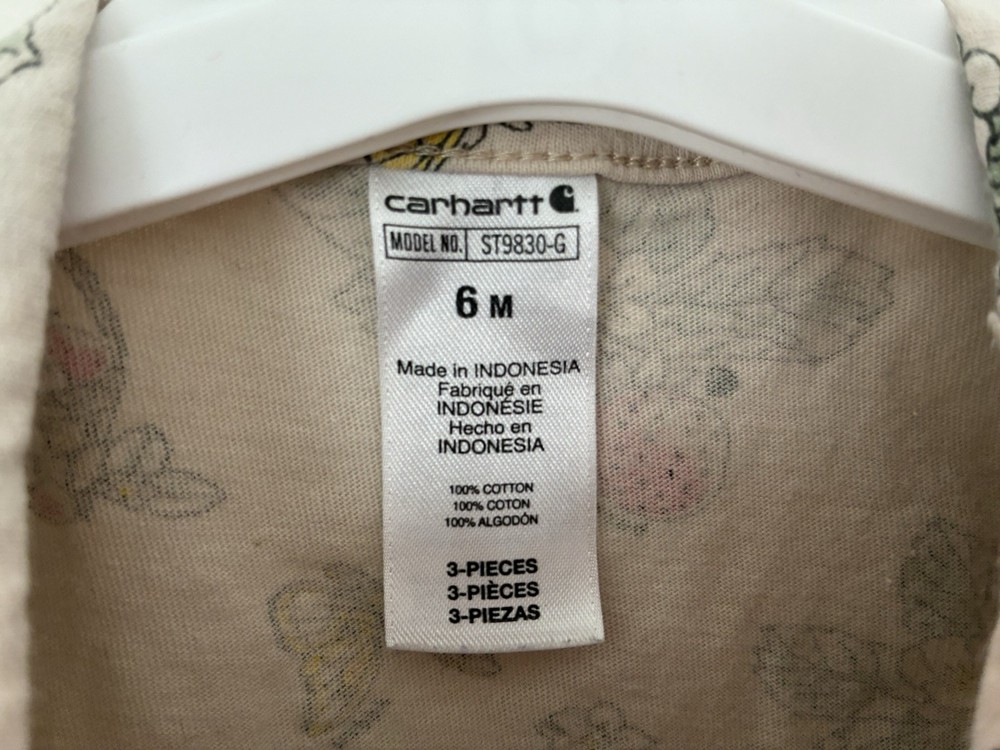 carhartt
MODEL NO. ST9830-G
6 M
Made in INDONESIA
Fabriqué en
INDONÉSIE
Hecho en
INDONESIA
100% COTTON
100% COTON
100% ALGODÓN
3-PIECES
3-PIÈCES
3-PIEZAS